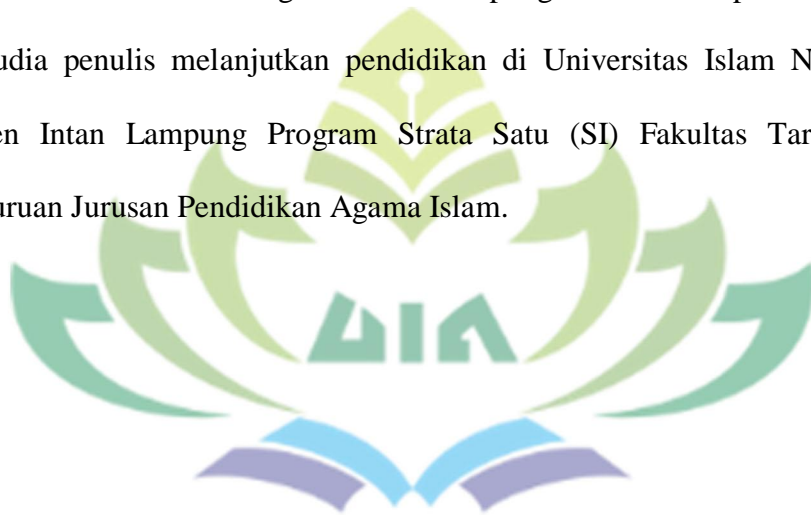 udia penulis melanjutkan pendidikan di Universitas Islam N
en Intan Lampung Program Strata Satu (SI) Fakultas Tar
uruan Jurusan Pendidikan Agama Islam.
UIN